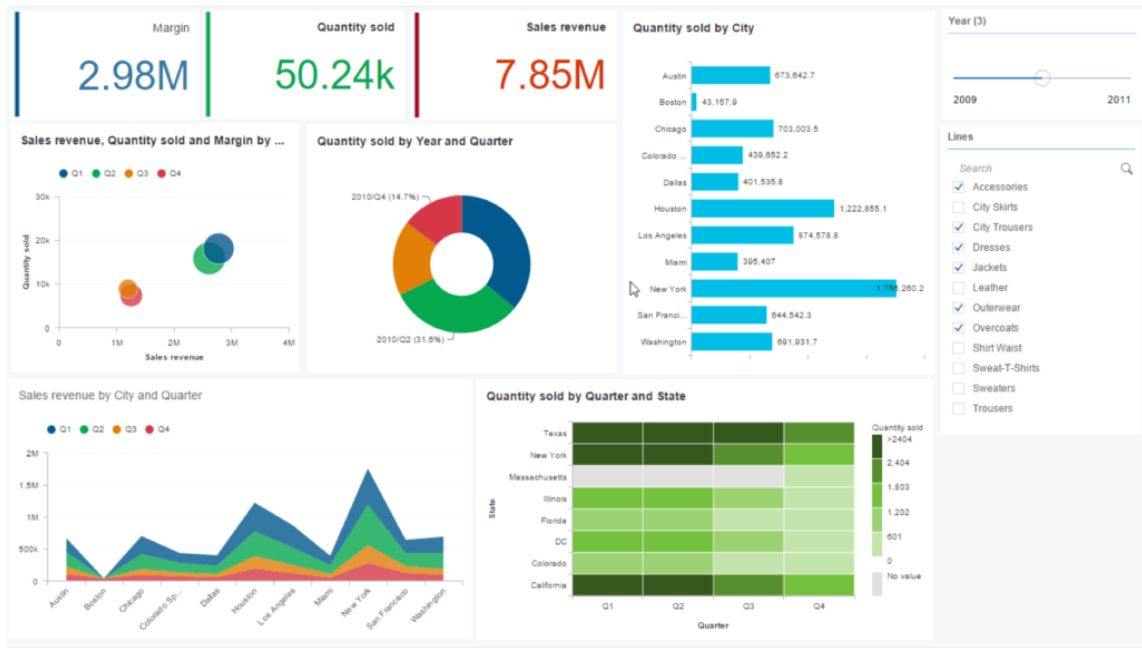 Margin
2.98M
Quantity sold
50.24k
Sales revenue
7.85M
Quantity sold by City
Austin 673,642.7
Boston 43,157.9
Chicago 703,003.5
Colorado ... 439,652.2
Dallas 401,535.8
Houston 1,222,855.1
Los Angeles 874,578.8
Miami 395,407
New York 1,756,260.2
San Franci... 644,542.3
Washington 691,931.7
Year (3)
2009 2011
Lines
Search
Accessories
City Skirts
City Trousers
Dresses
Jackets
Leather
Outerwear
Overcoats
Shirt Waist
Sweat-T-Shirts
Sweaters
Trousers
Sales revenue, Quantity sold and Margin by ...
Q1 Q2 Q3 Q4
30k
20k
10k
0
Quantity sold
0 1M 2M 3M 4M
Sales revenue
Quantity sold by Year and Quarter
2010/Q4 (14.7%)
2010/Q2 (31.6%)
Sales revenue by City and Quarter
Q1 Q2 Q3 Q4
2M
1.5M
1M
500k
0
Austin
Boston
Chicago
Colorado Sp...
Dallas
Houston
Los Angeles
Miami
New York
San Francisco
Washington
Quantity sold by Quarter and State
State
Texas
New York
Massachusetts
Illinois
Florida
DC
Colorado
California
Q1 Q2 Q3 Q4
Quarter
Quantity sold
>2404
2,404
1,803
1,202
601
0
No value